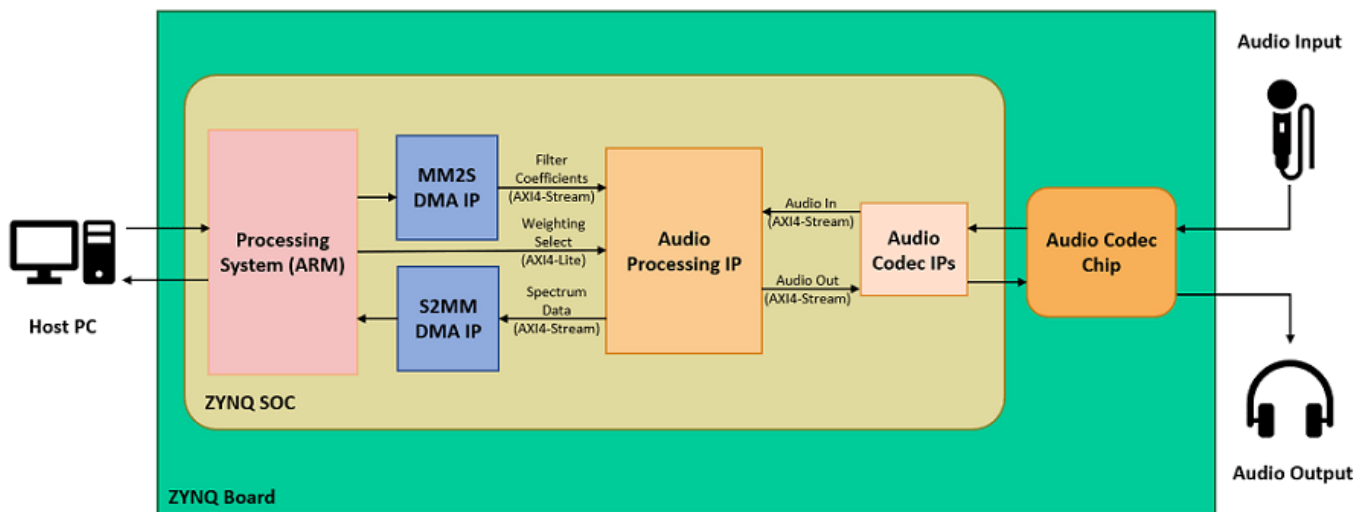 Audio Input
MM2S
DMA IP
Filter
Coefficients
(AXI4-Stream)
Weighting
Select
(AXI4-Lite)
Processing
System (ARM)
Audio
Processing IP
Audio In
(AXI4-Stream)
Audio
Codec IPs
Audio Codec
Chip
Audio Out
(AXI4-Stream)
S2MM
DMA IP
Spectrum
Data
(AXI4-Stream)
Host PC
ZYNQ SOC
Audio Output
ZYNQ Board